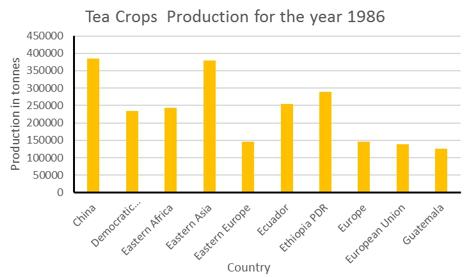 Tea Crops Production for the year 1986
Production in tonnes
450000
400000
350000
300000
250000
200000
150000
100000
50000
0
China
Democratic...
Eastern Africa
Eastern Asia
Eastern Europe
Ecuador
Ethiopia PDR
Europe
European Union
Guatemala
Country